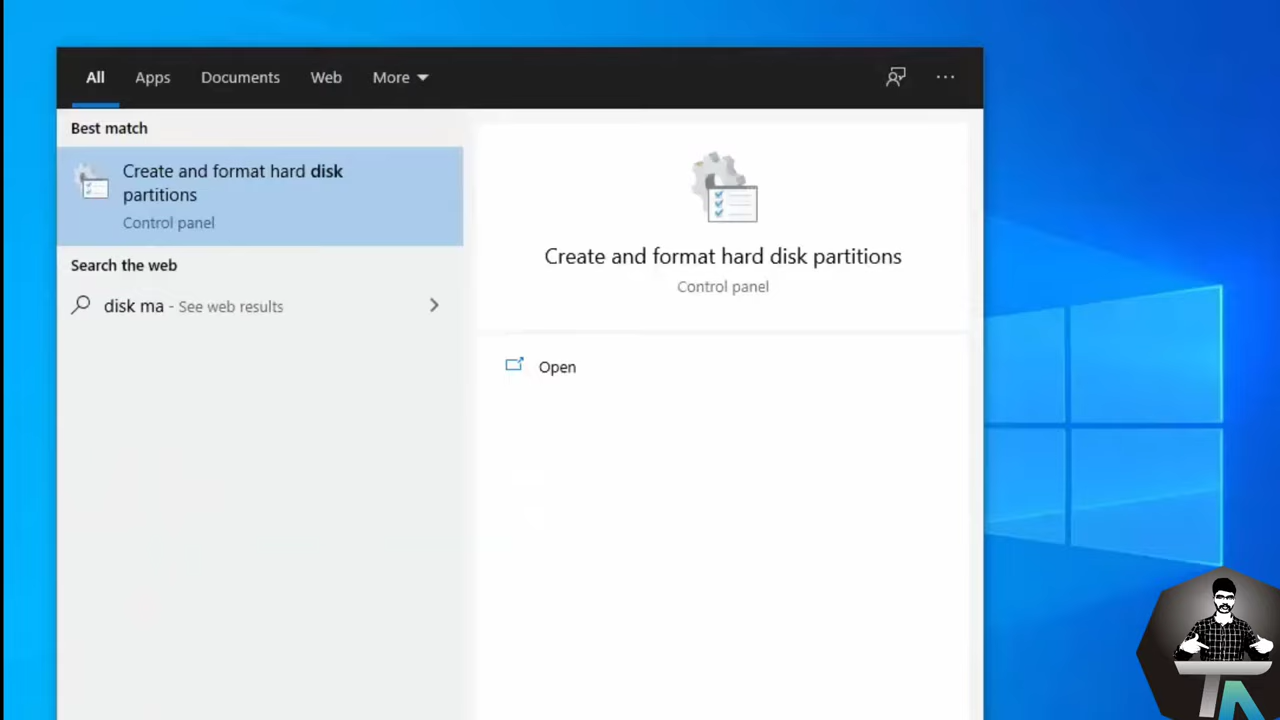 All Apps Documents Web More
Best match
Create and format hard disk
partitions
Control panel
Search the web
disk ma - See web results
Create and format hard disk partitions
Control panel
Open